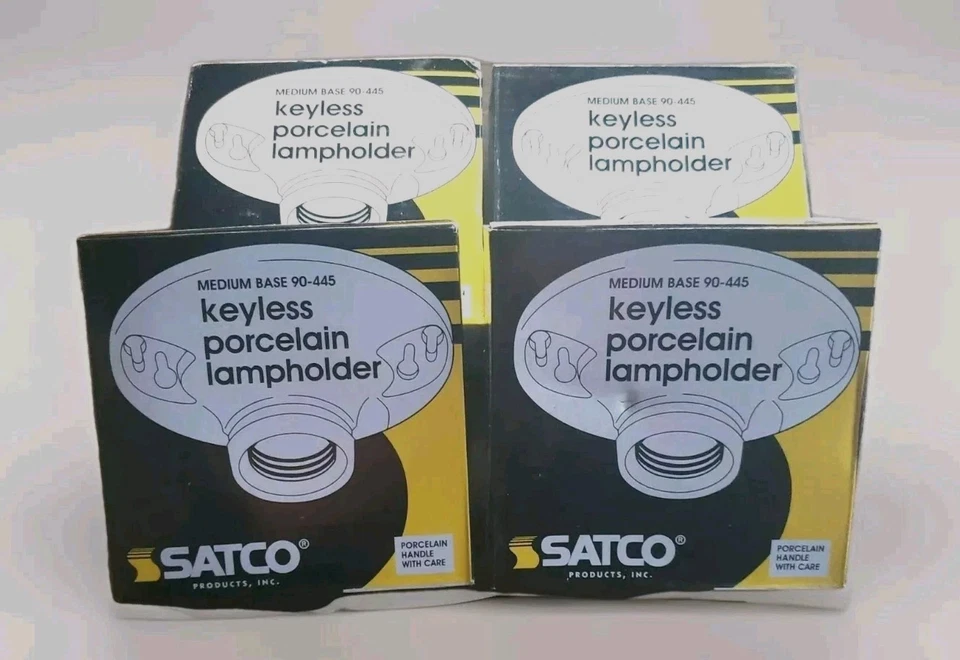 MEDIUM BASE 90-445
keyless
porcelain
lampholder
MEDIUM BASE 90-445
keyless
porcelain
lampholder
MEDIUM BASE 90-445
keyless
porcelain
lampholder
SATCO®
PRODUCTS, INC.
PORCELAIN
HANDLE
WITH CARE
MEDIUM BASE 90-445
keyless
porcelain
lampholder
SATCO®
PRODUCTS, INC.
PORCELAIN
HANDLE
WITH CARE